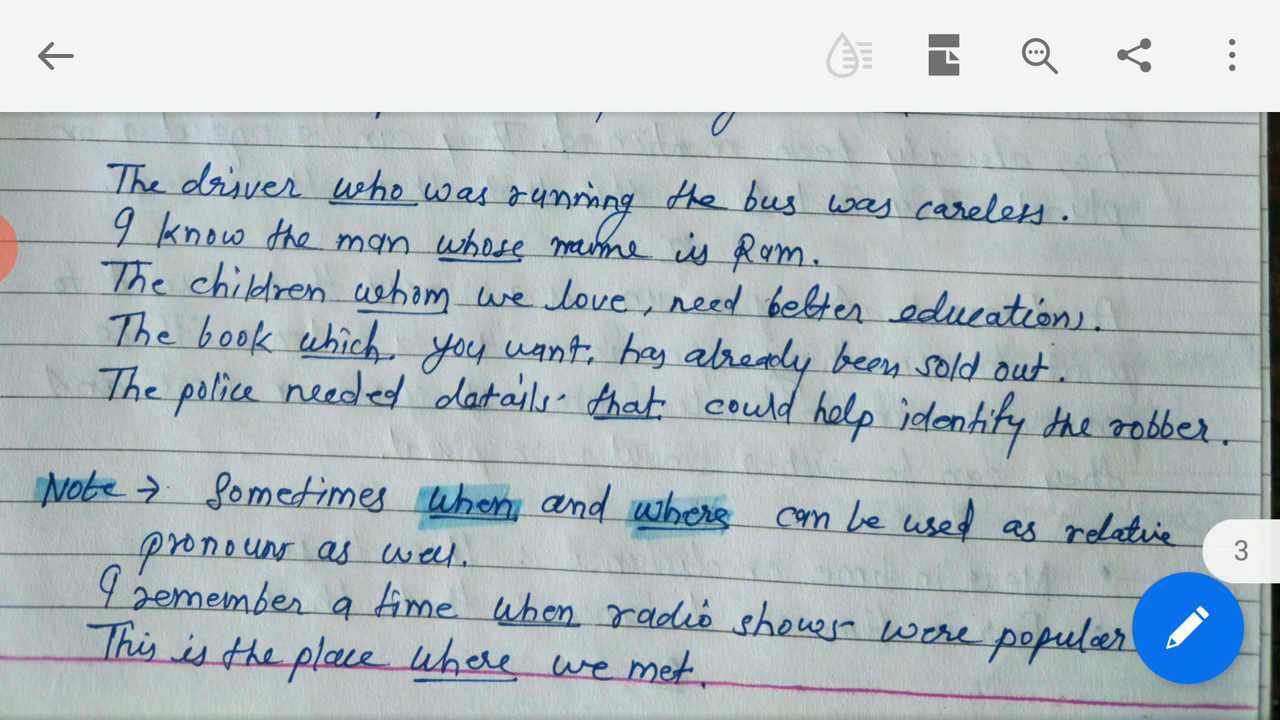 The driver who was running the bus was careless.
I know the man whose name is Ram.
The children whom we love, need better education.
The book which you want, has already been sold out.
The police needed details that could help identify the robber.
Note → Sometimes when and where can be used as relative
pronouns as well.
I remember a time when radio shows were popular
This is the place where we met.
3